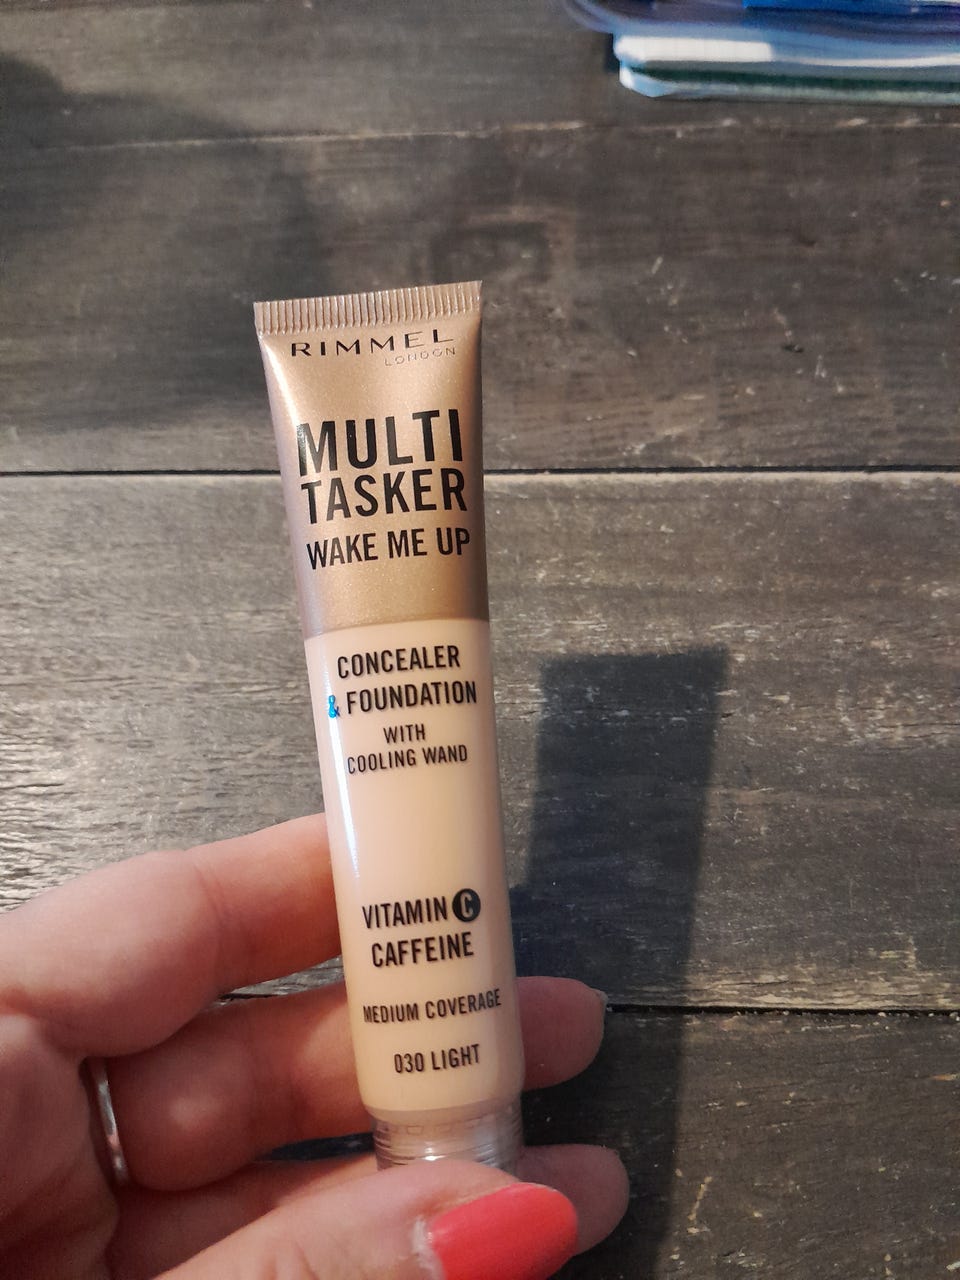 RIMMEL
LONDON
MULTI
TASKER
WAKE ME UP
CONCEALER
& FOUNDATION
WITH
COOLING WAND
VITAMIN C
CAFFEINE
MEDIUM COVERAGE
030 LIGHT